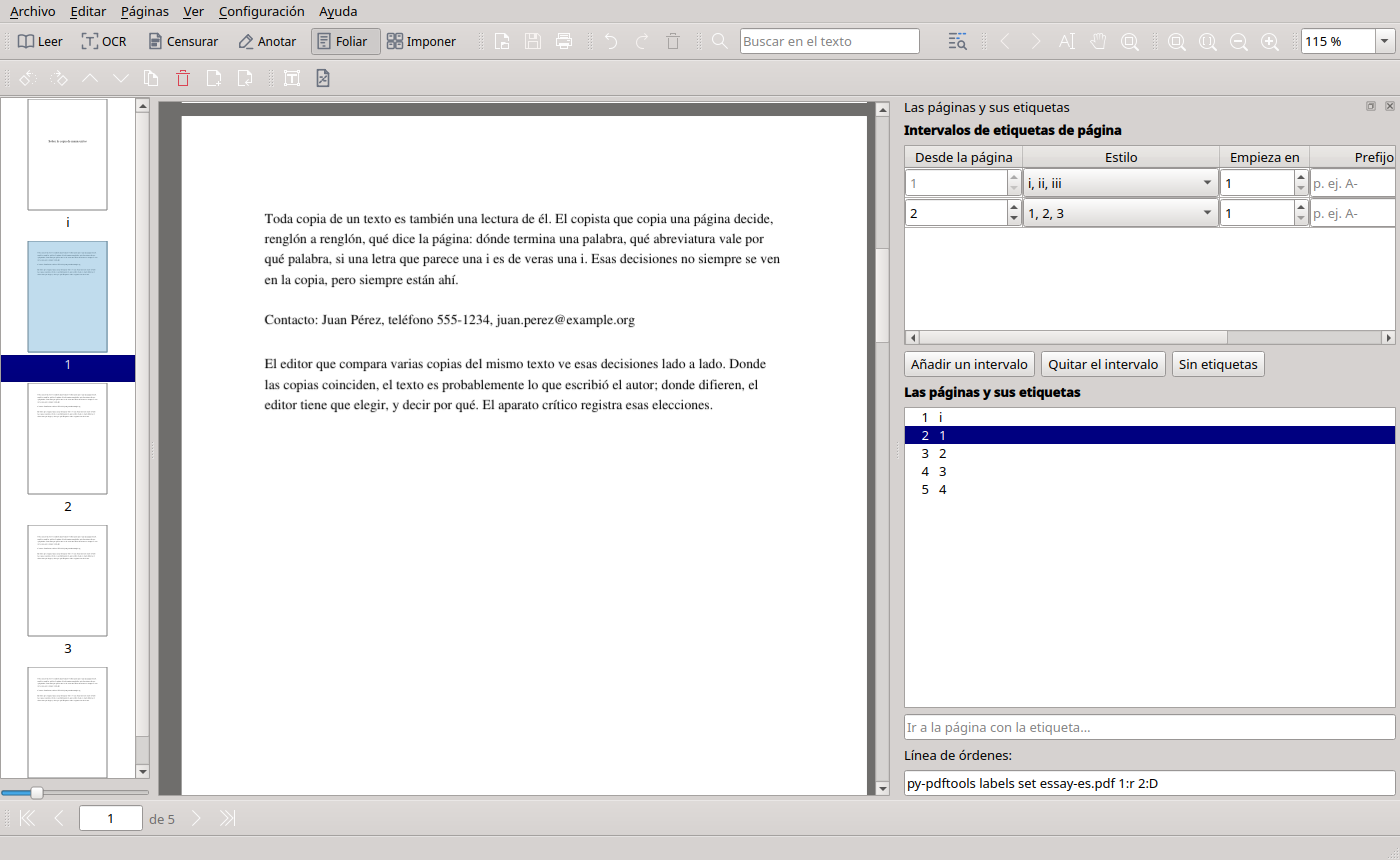 Archivo Editar Páginas Ver Configuración Ayuda
Leer OCR Censurar Anotar Foliar Imponer Buscar en el texto 115 %
Las páginas y sus etiquetas
Intervalos de etiquetas de página
Desde la página Estilo Empieza en Prefijo
1 i, ii, iii 1 p. ej. A-
2 1, 2, 3 1 p. ej. A-
Añadir un intervalo Quitar el intervalo Sin etiquetas
Las páginas y sus etiquetas
1 i
2 1
3 2
4 3
5 4
Ir a la página con la etiqueta...
Línea de órdenes:
py-pdftools labels set essay-es.pdf 1:r 2:D
i
1
2
3
Toda copia de un texto es también una lectura de él. El copista que copia una página decide,
renglón a renglón, qué dice la página: dónde termina una palabra, qué abreviatura vale por
qué palabra, si una letra que parece una i es de veras una i. Esas decisiones no siempre se ven
en la copia, pero siempre están ahí.
Contacto: Juan Pérez, teléfono 555-1234, juan.perez@example.org
El editor que compara varias copias del mismo texto ve esas decisiones lado a lado. Donde
las copias coinciden, el texto es probablemente lo que escribió el autor; donde difieren, el
editor tiene que elegir, y decir por qué. El aparato crítico registra esas elecciones.
1 de 5